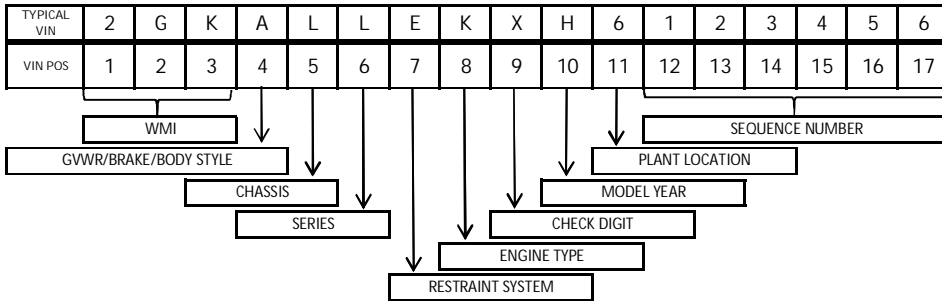 TYPICAL VIN 2 G K A L L E K X H 6 1 2 3 4 5 6
VIN POS 1 2 3 4 5 6 7 8 9 10 11 12 13 14 15 16 17
WMI SEQUENCE NUMBER
GVWR/BRAKE/BODY STYLE PLANT LOCATION
CHASSIS MODEL YEAR
SERIES CHECK DIGIT
ENGINE TYPE
RESTRAINT SYSTEM